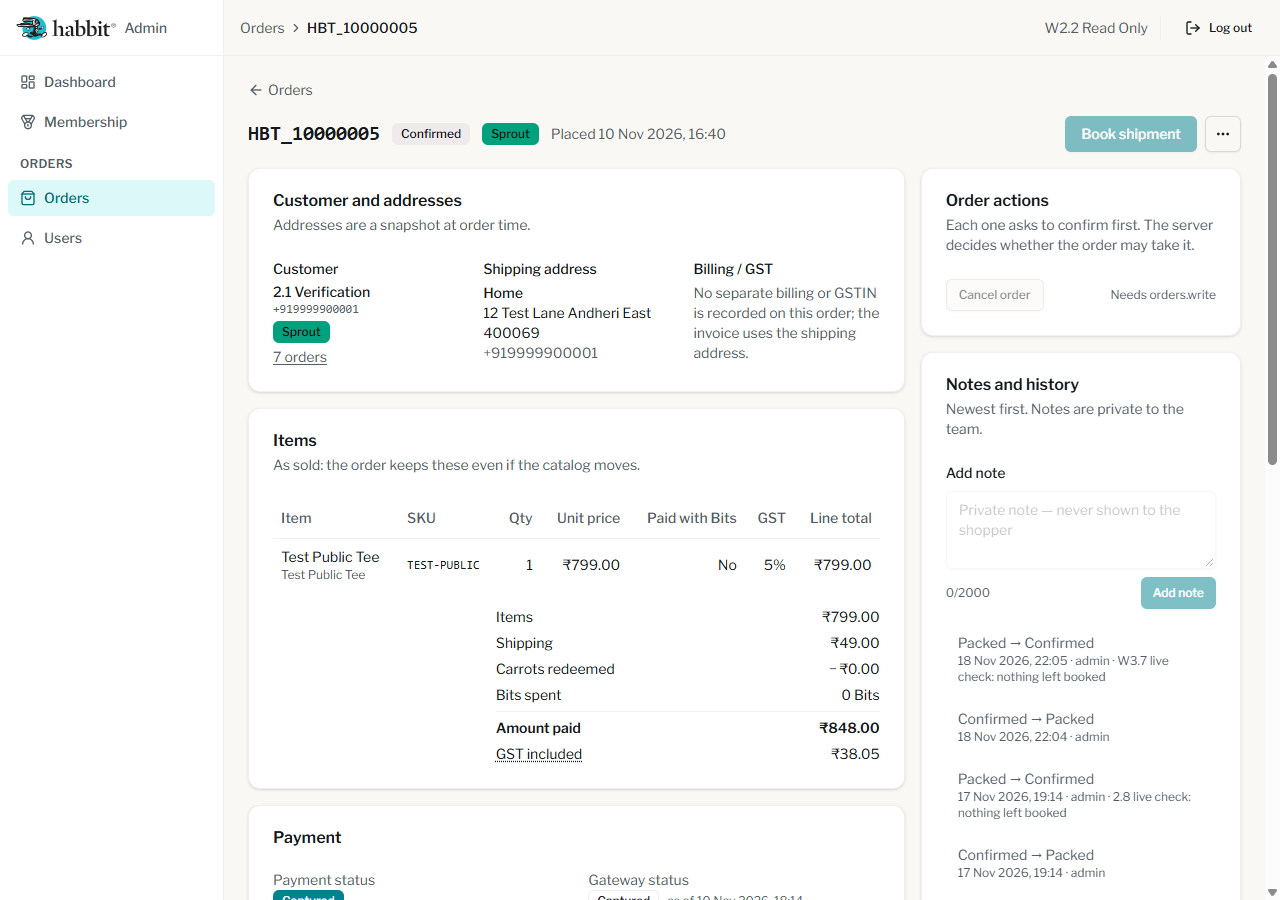 habbit® Admin
Orders > HBT_10000005
W2.2 Read Only
Log out
Dashboard
Membership
ORDERS
Orders
Users
← Orders
HBT_10000005 Confirmed Sprout Placed 10 Nov 2026, 16:40
Book shipment
Customer and addresses
Addresses are a snapshot at order time.
Customer
2.1 Verification
+919999900001
Sprout
7 orders
Shipping address
Home
12 Test Lane Andheri East
400069
+919999900001
Billing / GST
No separate billing or GSTIN
is recorded on this order; the
invoice uses the shipping
address.
Items
As sold: the order keeps these even if the catalog moves.
Item SKU Qty Unit price Paid with Bits GST Line total
Test Public Tee TEST-PUBLIC 1 ₹799.00 No 5% ₹799.00
Test Public Tee
Items ₹799.00
Shipping ₹49.00
Carrots redeemed − ₹0.00
Bits spent 0 Bits
Amount paid ₹848.00
GST included ₹38.05
Payment
Payment status
Captured
Gateway status
Captured as of 10 Nov 2026, 18:14
Order actions
Each one asks to confirm first. The server
decides whether the order may take it.
Cancel order Needs orders.write
Notes and history
Newest first. Notes are private to the
team.
Add note
Private note — never shown to the
shopper
0/2000 Add note
Packed → Confirmed
18 Nov 2026, 22:05 · admin · W3.7 live
check: nothing left booked
Confirmed → Packed
18 Nov 2026, 22:04 · admin
Packed → Confirmed
17 Nov 2026, 19:14 · admin · 2.8 live check:
nothing left booked
Confirmed → Packed
17 Nov 2026, 19:14 · admin